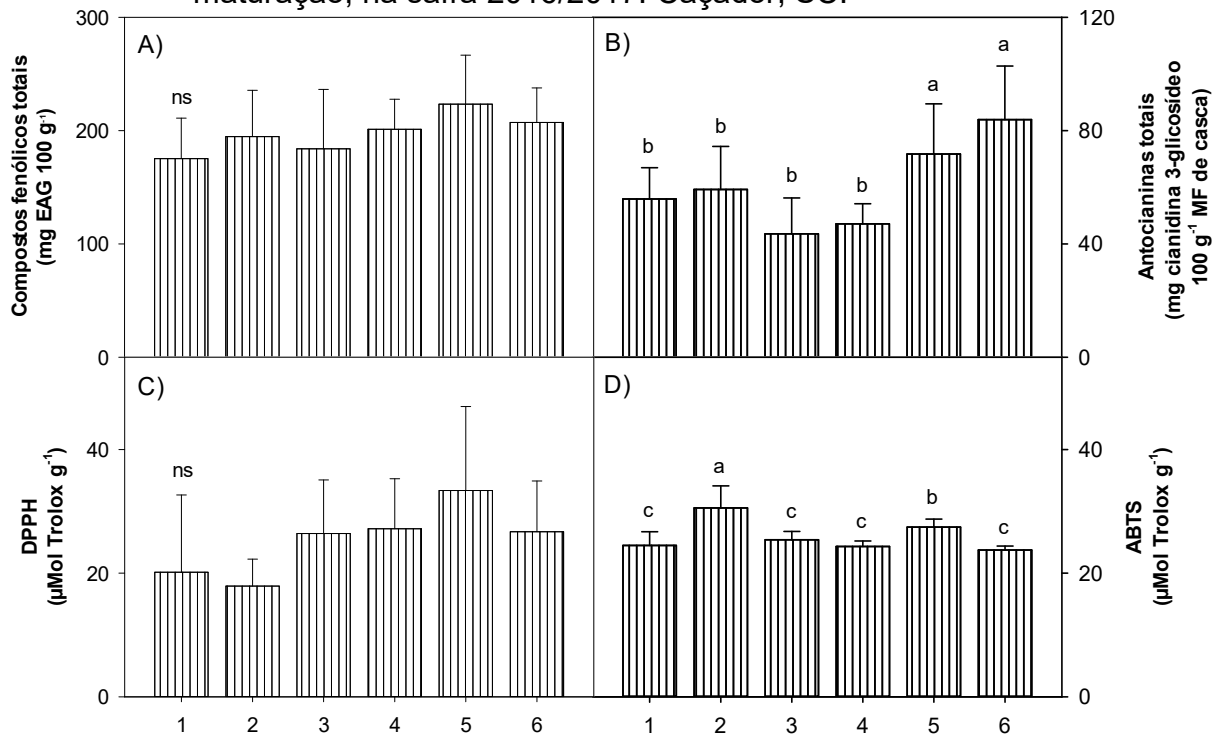 maturação, na safra 2016/2017. Caçador, SC.
300
200
100
0
Compostos fenólicos totais
(mg EAG 100 g⁻¹)
A)
ns
B)
b
b
b
b
a
a
120
80
40
0
Antocianinas totais
(mg cianidina 3-glicosídeo
100 g⁻¹ MF de casca)
40
20
0
DPPH
(µMol Trolox g⁻¹)
C)
ns
1 2 3 4 5 6
D)
c
a
c
c
b
c
1 2 3 4 5 6
40
20
0
ABTS
(µMol Trolox g⁻¹)